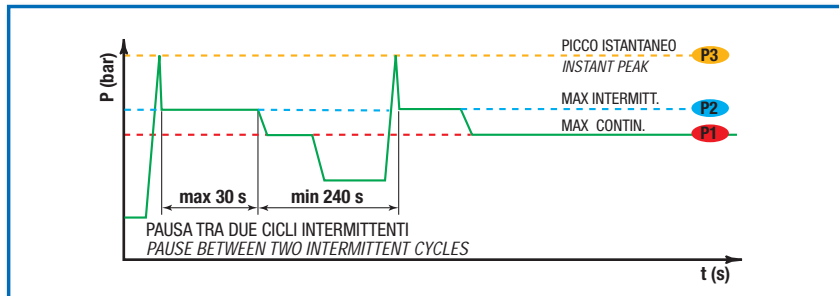 P (bar)
PICCO ISTANTANEO
INSTANT PEAK
P3
MAX INTERMITT.
P2
MAX CONTIN.
P1
max 30 s
min 240 s
PAUSA TRA DUE CICLI INTERMITTENTI
PAUSE BETWEEN TWO INTERMITTENT CYCLES
t (s)